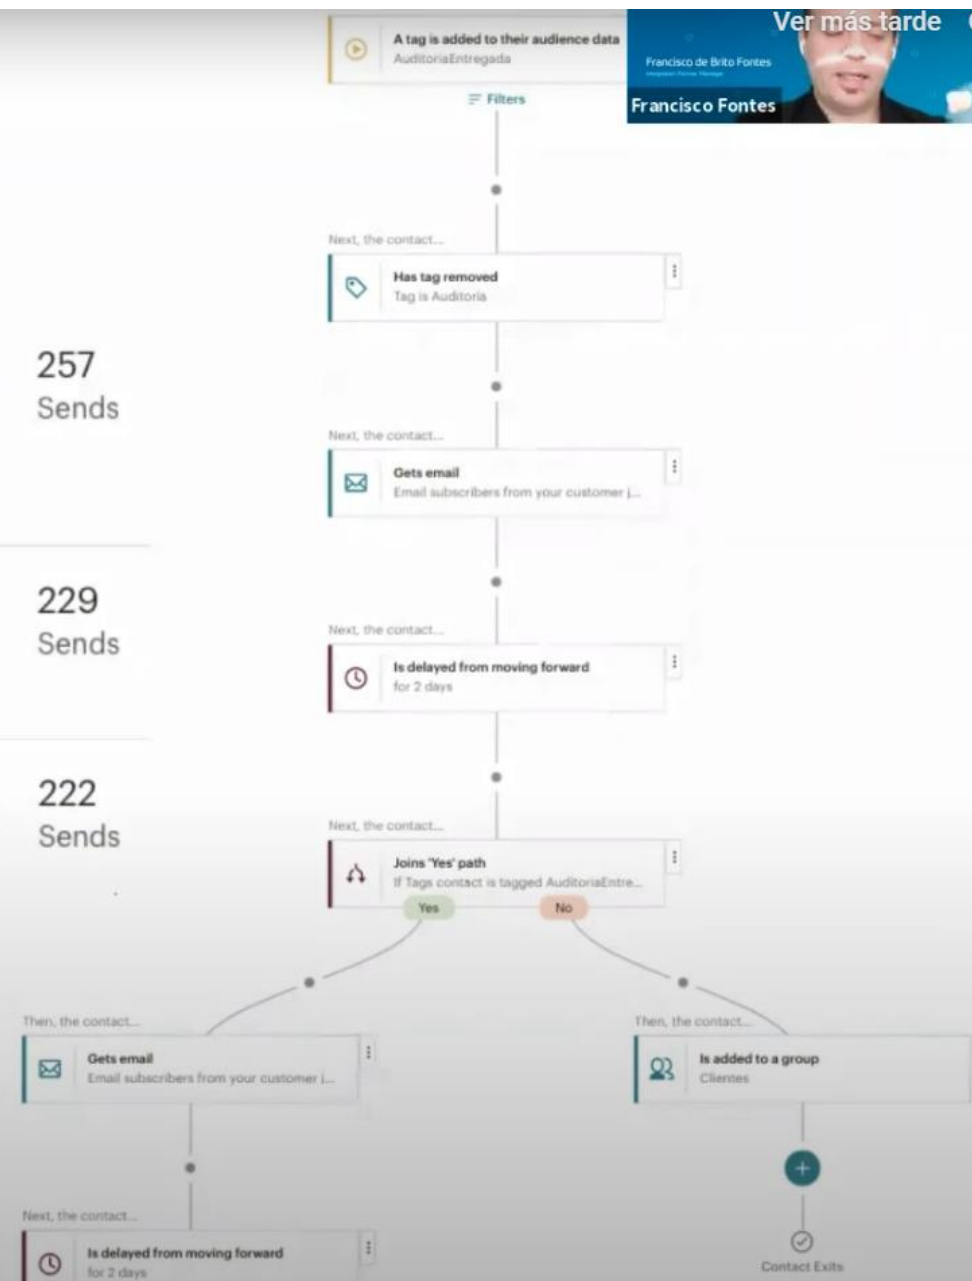 Ver más tarde
A tag is added to their audience data
AuditoriaEntregada
Francisco de Brito Fontes
Francisco Fontes
Filters
Next, the contact...
Has tag removed
Tag is Auditoria
257
Sends
Next, the contact...
Gets email
Email subscribers from your customer j...
229
Sends
Next, the contact...
Is delayed from moving forward
for 2 days
222
Sends
Next, the contact...
Joins 'Yes' path
If Tags contact is tagged AuditoriaEntre...
Yes
No
Then, the contact...
Gets email
Email subscribers from your customer j...
Then, the contact...
Is added to a group
Clientes
Next, the contact...
Is delayed from moving forward
for 2 days
Contact Exits